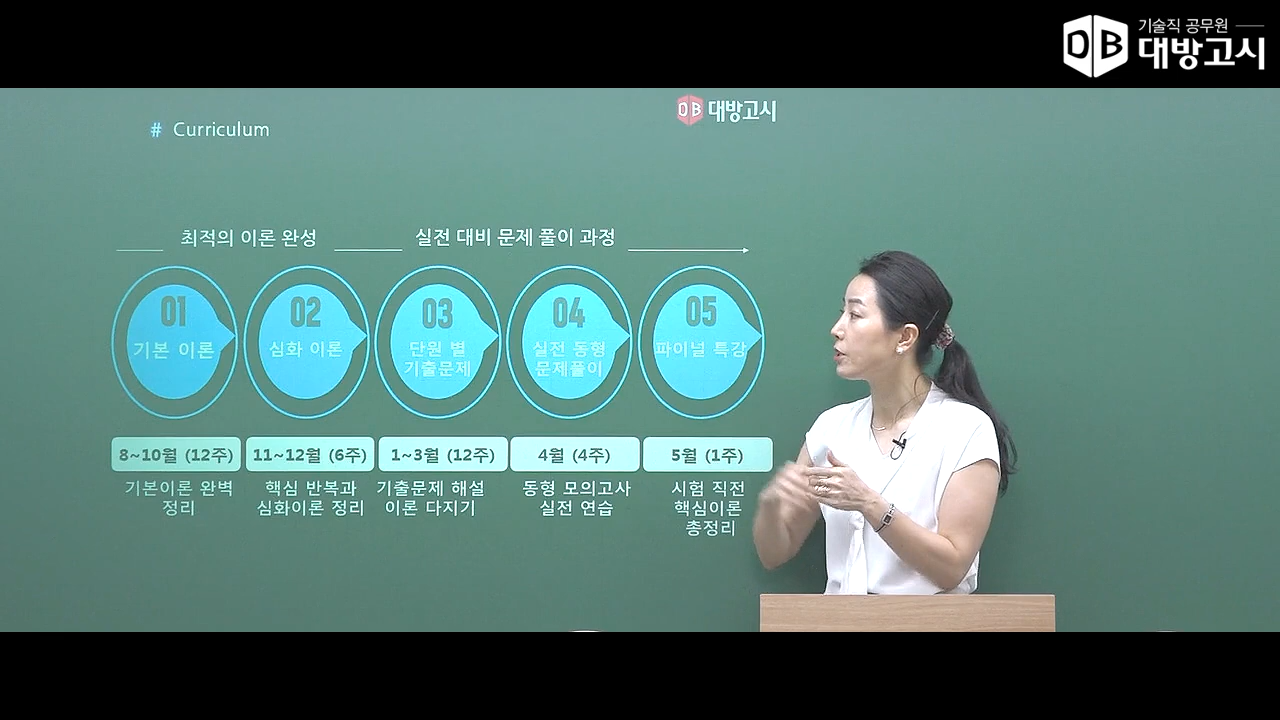 기술직 공무원
DB 대방고시
DB 대방고시
# Curriculum
최적의 이론 완성
실전 대비 문제 풀이 과정
01
기본 이론
02
심화 이론
03
단원 별
기출문제
04
실전 동형
문제풀이
05
파이널 특강
8~10월 (12주)
기본이론 완벽
정리
11~12월 (6주)
핵심 반복과
심화이론 정리
1~3월 (12주)
기출문제 해설
이론 다지기
4월 (4주)
동형 모의고사
실전 연습
5월 (1주)
시험 직전
핵심이론
총정리